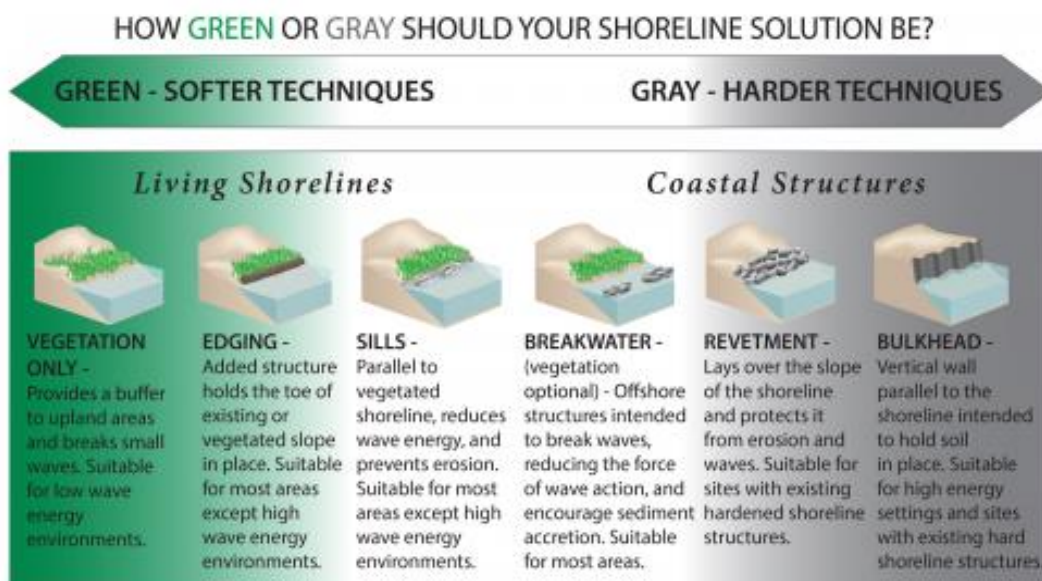 HOW GREEN OR GRAY SHOULD YOUR SHORELINE SOLUTION BE?
GREEN - SOFTER TECHNIQUES
GRAY - HARDER TECHNIQUES
Living Shorelines
Coastal Structures
VEGETATION
ONLY -
Provides a buffer
to upland areas
and breaks small
waves. Suitable
for low wave
energy
environments.
EDGING -
Added structure
holds the toe of
existing or
vegetated slope
in place. Suitable
for most areas
except high
wave energy
environments.
SILLS -
Parallel to
vegetated
shoreline, reduces
wave energy, and
prevents erosion.
Suitable for most
areas except high
wave energy
environments.
BREAKWATER -
(vegetation
optional) - Offshore
structures intended
to break waves,
reducing the force
of wave action, and
encourage sediment
accretion. Suitable
for most areas.
REVETMENT -
Lays over the slope
of the shoreline
and protects it
from erosion and
waves. Suitable for
sites with existing
hardened shoreline
structures.
BULKHEAD -
Vertical wall
parallel to the
shoreline intended
to hold soil
in place. Suitable
for high energy
settings and sites
with existing hard
shoreline structures.